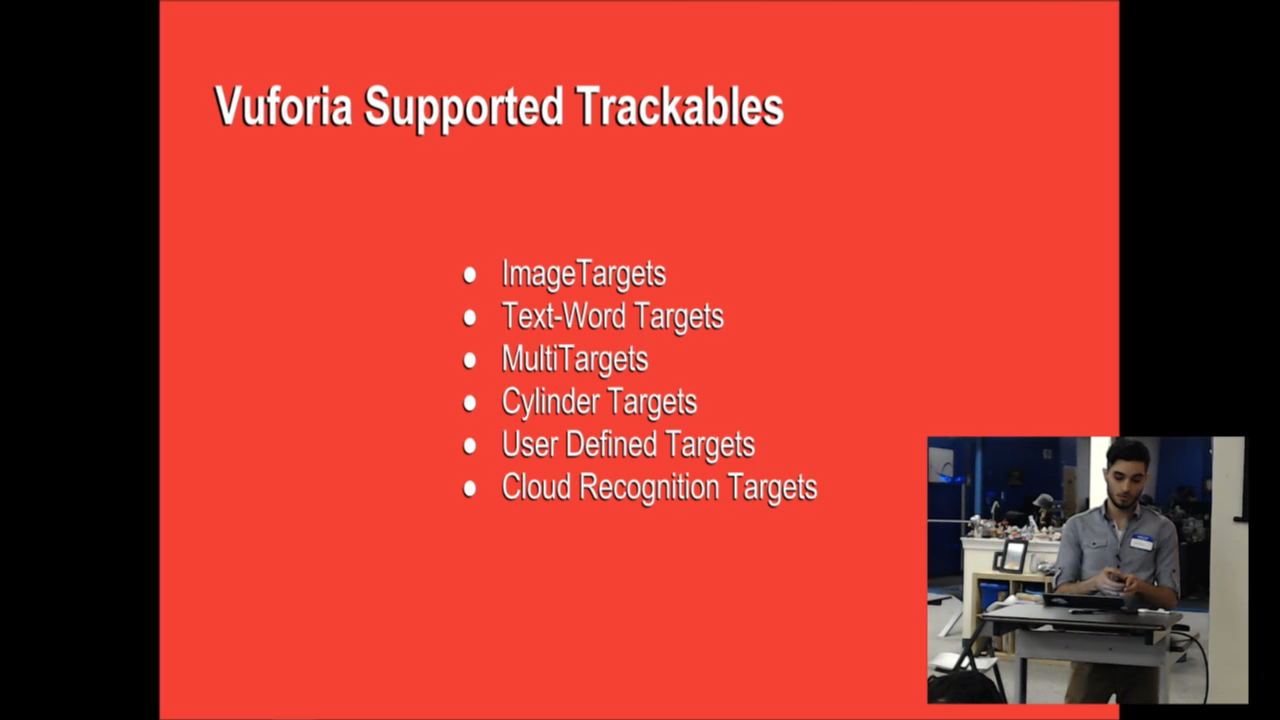 Vuforia Supported Trackables
● ImageTargets
● Text-Word Targets
● MultiTargets
● Cylinder Targets
● User Defined Targets
● Cloud Recognition Targets